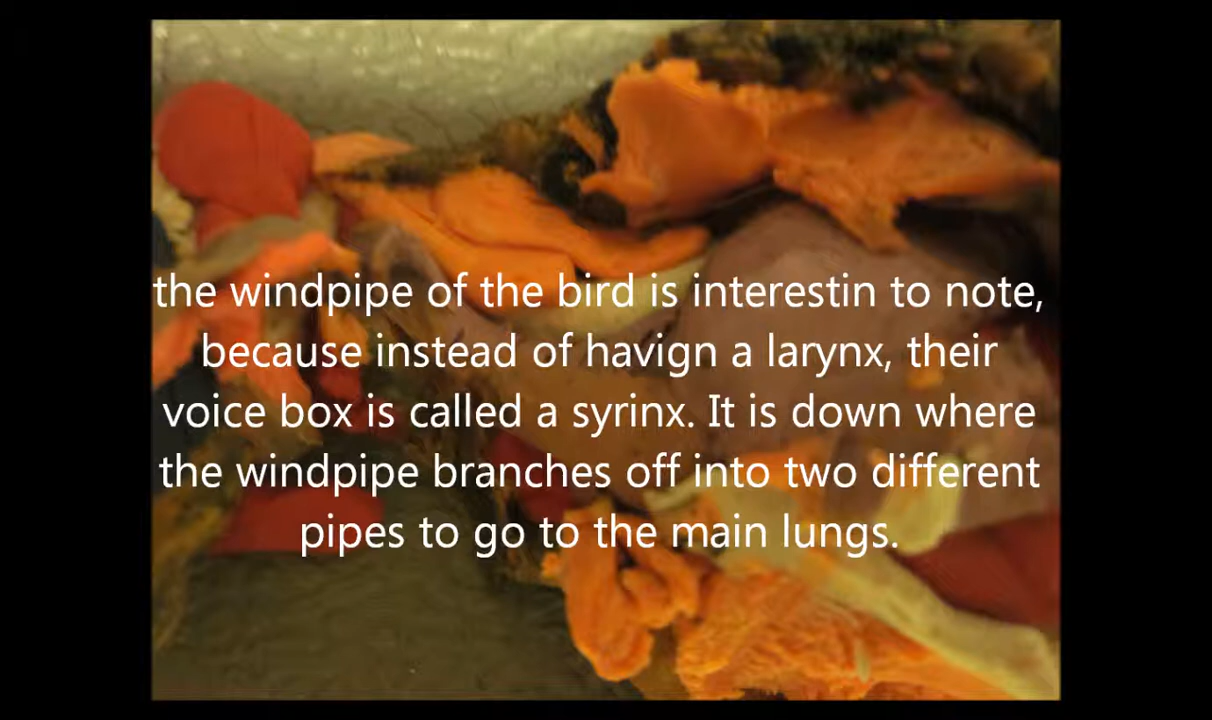 the windpipe of the bird is interestin to note,
because instead of havign a larynx, their
voice box is called a syrinx. It is down where
the windpipe branches off into two different
pipes to go to the main lungs.